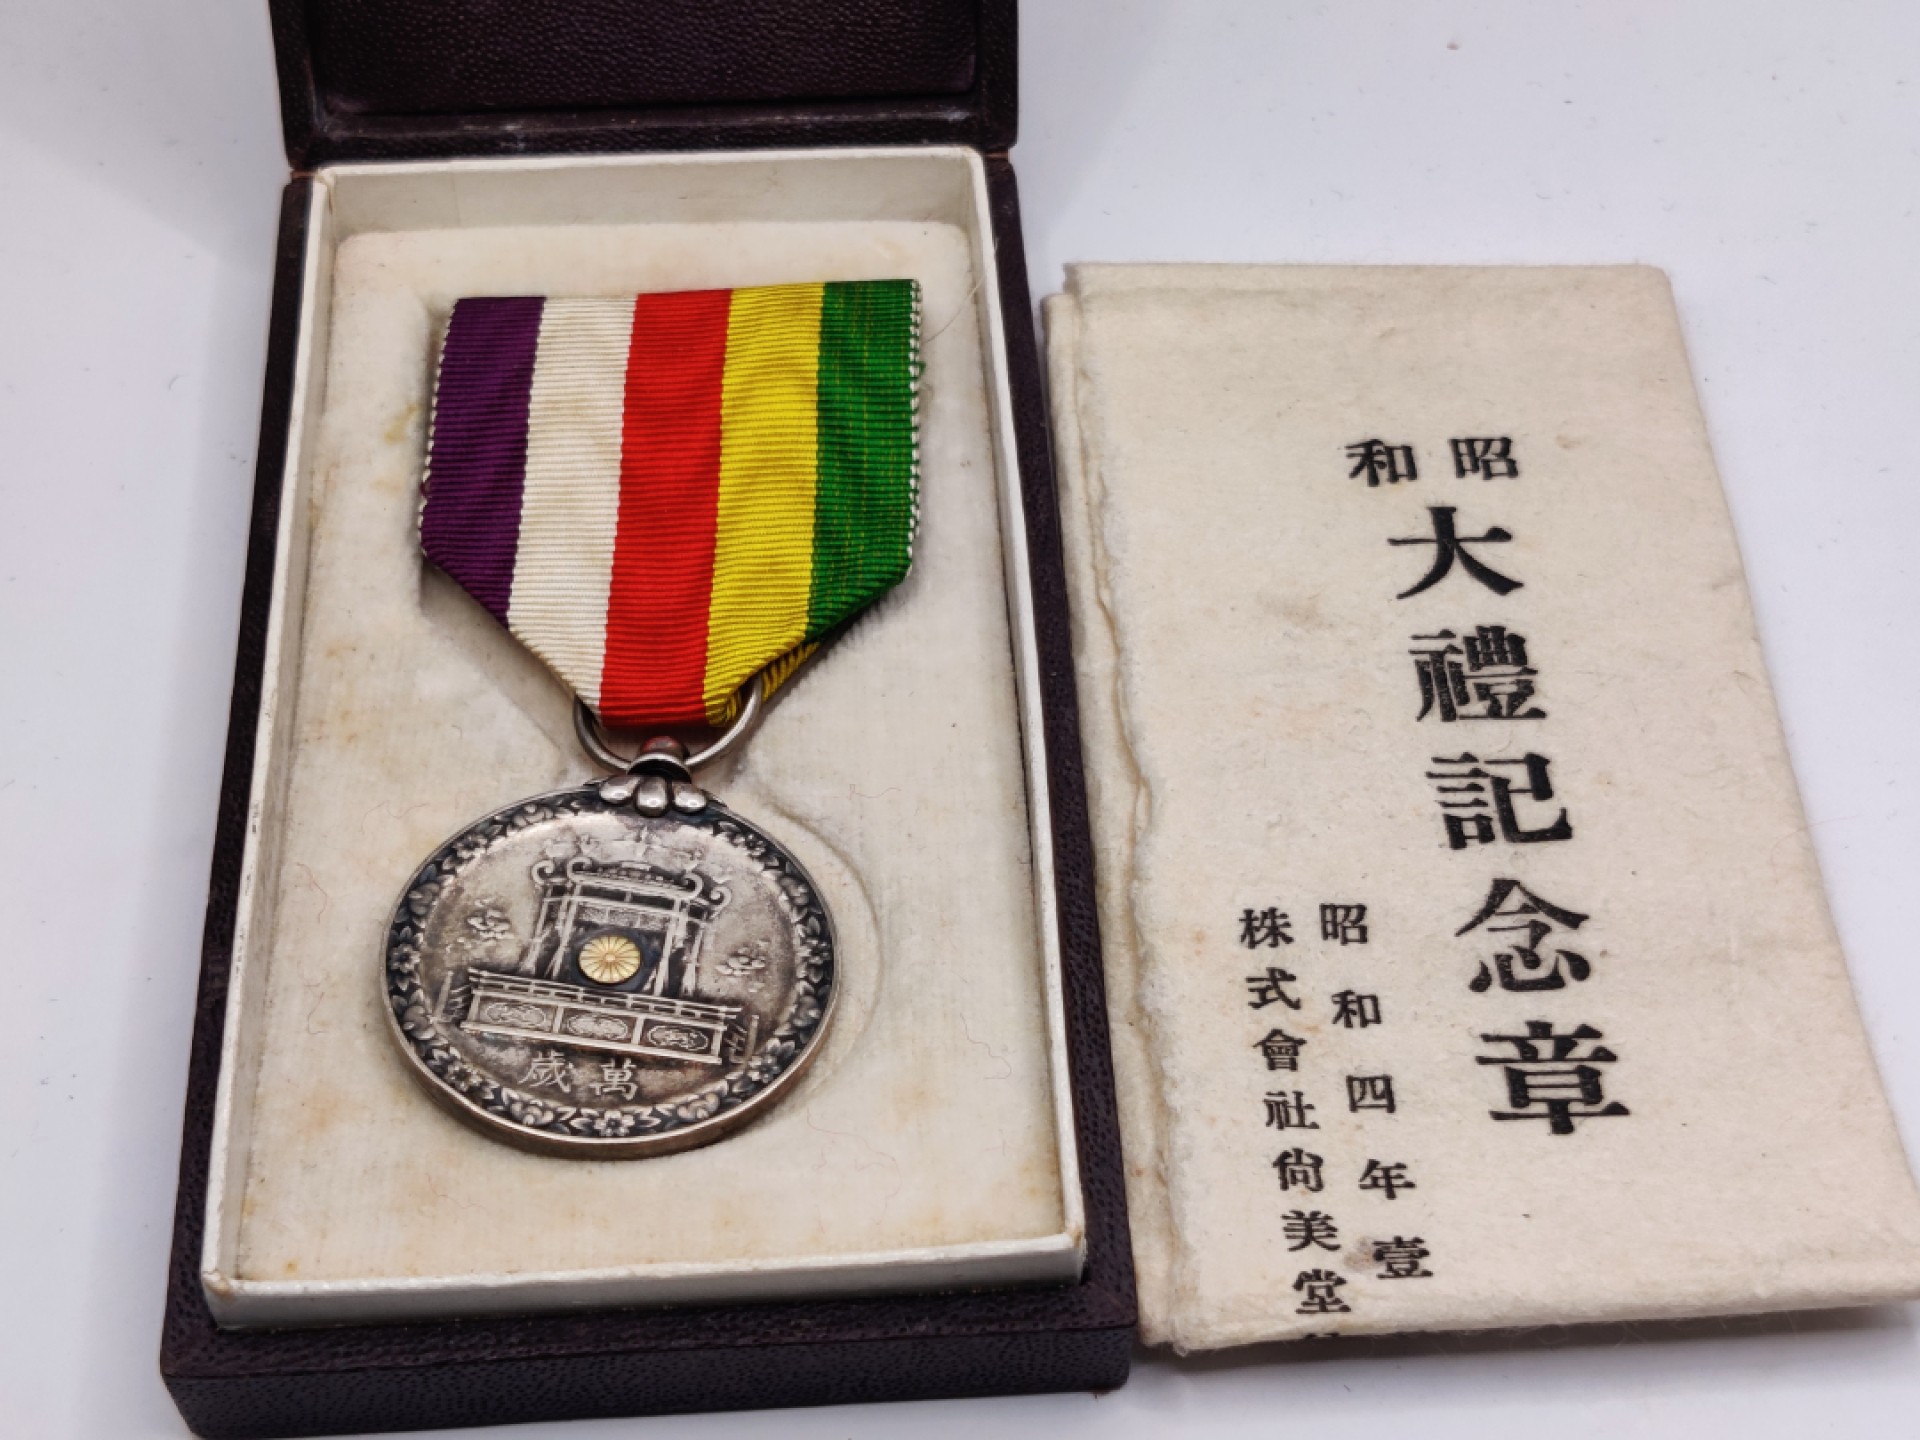 萬歳
昭和
大禮記念章
昭和四年壹
株式會社尙美堂